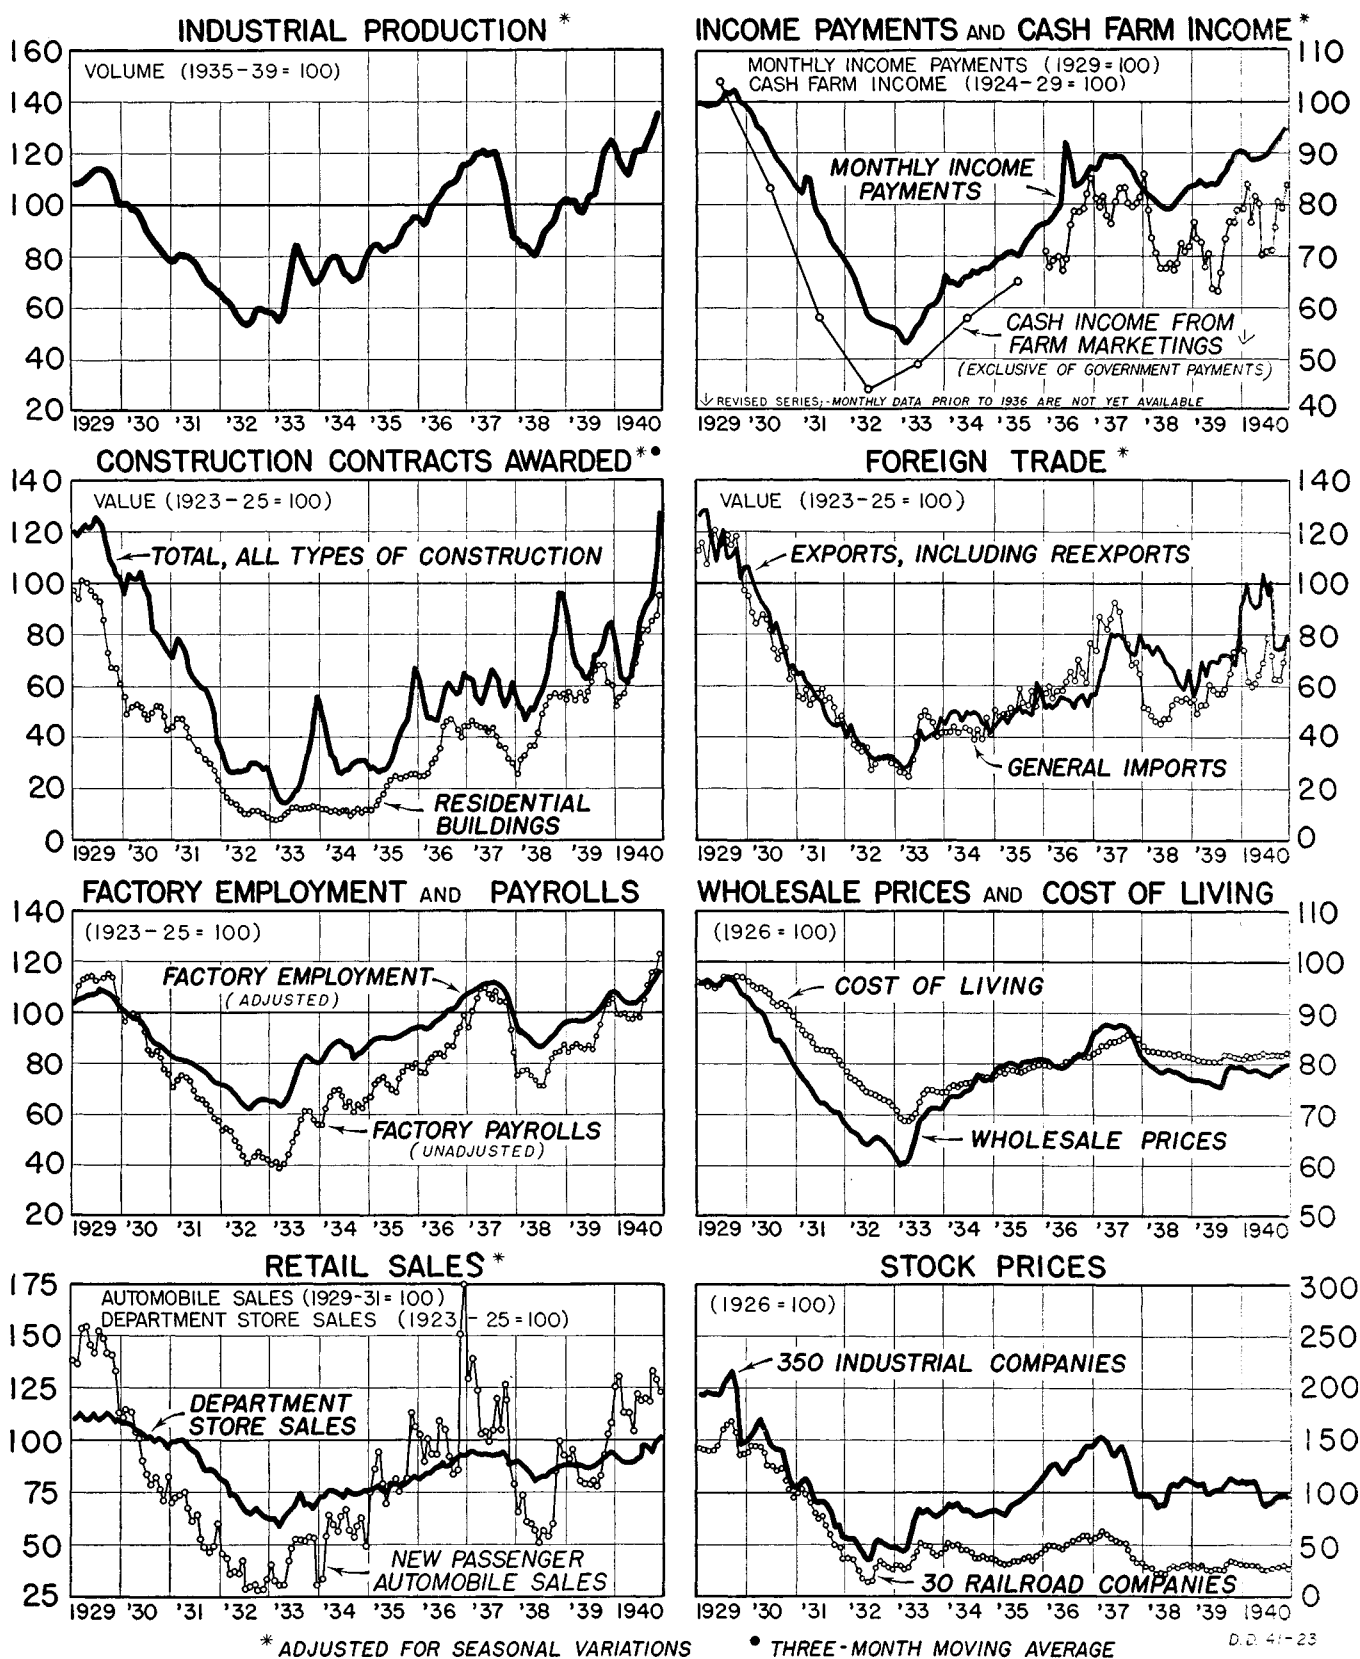 INDUSTRIAL PRODUCTION *
VOLUME (1935-39=100)
160
140
120
100
80
60
40
20
1929 '30 '31 '32 '33 '34 '35 '36 '37 '38 '39 1940
INCOME PAYMENTS AND CASH FARM INCOME *
MONTHLY INCOME PAYMENTS (1929=100)
CASH FARM INCOME (1924-29=100)
MONTHLY INCOME
PAYMENTS
CASH INCOME FROM
FARM MARKETINGS ↓
(EXCLUSIVE OF GOVERNMENT PAYMENTS)
↓ REVISED SERIES;-MONTHLY DATA PRIOR TO 1936 ARE NOT YET AVAILABLE
110
100
90
80
70
60
50
40
1929 '30 '31 '32 '33 '34 '35 '36 '37 '38 '39 1940
CONSTRUCTION CONTRACTS AWARDED *●
VALUE (1923-25=100)
TOTAL, ALL TYPES OF CONSTRUCTION
RESIDENTIAL
BUILDINGS
140
120
100
80
60
40
20
0
1929 '30 '31 '32 '33 '34 '35 '36 '37 '38 '39 1940
FOREIGN TRADE *
VALUE (1923-25=100)
EXPORTS, INCLUDING REEXPORTS
GENERAL IMPORTS
140
120
100
80
60
40
20
0
1929 '30 '31 '32 '33 '34 '35 '36 '37 '38 '39 1940
FACTORY EMPLOYMENT AND PAYROLLS
(1923-25=100)
FACTORY EMPLOYMENT
(ADJUSTED)
FACTORY PAYROLLS
(UNADJUSTED)
140
120
100
80
60
40
20
1929 '30 '31 '32 '33 '34 '35 '36 '37 '38 '39 1940
WHOLESALE PRICES AND COST OF LIVING
(1926=100)
COST OF LIVING
WHOLESALE PRICES
110
100
90
80
70
60
50
1929 '30 '31 '32 '33 '34 '35 '36 '37 '38 '39 1940
RETAIL SALES *
AUTOMOBILE SALES (1929-31=100)
DEPARTMENT STORE SALES (1923-25=100)
DEPARTMENT
STORE SALES
NEW PASSENGER
AUTOMOBILE SALES
175
150
125
100
75
50
25
1929 '30 '31 '32 '33 '34 '35 '36 '37 '38 '39 1940
STOCK PRICES
(1926=100)
350 INDUSTRIAL COMPANIES
30 RAILROAD COMPANIES
300
250
200
150
100
50
0
1929 '30 '31 '32 '33 '34 '35 '36 '37 '38 '39 1940
* ADJUSTED FOR SEASONAL VARIATIONS ● THREE-MONTH MOVING AVERAGE
D.D. 41-23